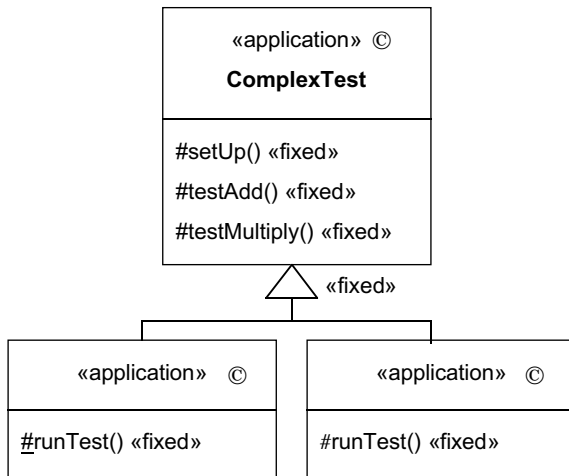 «application» ©
ComplexTest
#setUp() «fixed»
#testAdd() «fixed»
#testMultiply() «fixed»
«fixed»
«application» ©
#runTest() «fixed»
«application» ©
#runTest() «fixed»